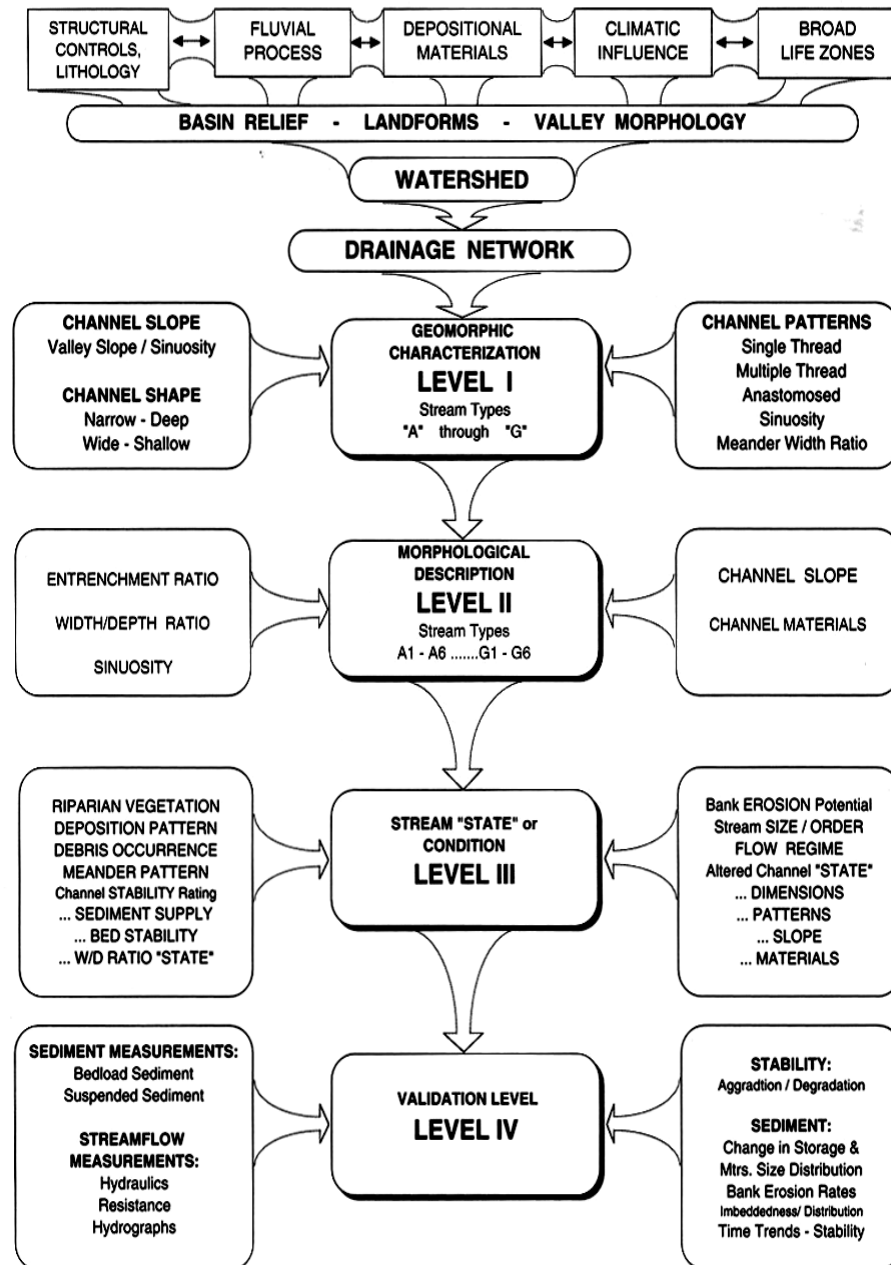 STRUCTURAL
CONTROLS,
LITHOLOGY
FLUVIAL
PROCESS
DEPOSITIONAL
MATERIALS
CLIMATIC
INFLUENCE
BROAD
LIFE ZONES
BASIN RELIEF - LANDFORMS - VALLEY MORPHOLOGY
WATERSHED
DRAINAGE NETWORK
CHANNEL SLOPE
Valley Slope / Sinuosity
CHANNEL SHAPE
Narrow - Deep
Wide - Shallow
GEOMORPHIC
CHARACTERIZATION
LEVEL I
Stream Types
"A" through "G"
CHANNEL PATTERNS
Single Thread
Multiple Thread
Anastomosed
Sinuosity
Meander Width Ratio
ENTRENCHMENT RATIO
WIDTH/DEPTH RATIO
SINUOSITY
MORPHOLOGICAL
DESCRIPTION
LEVEL II
Stream Types
A1 - A6 .......G1 - G6
CHANNEL SLOPE
CHANNEL MATERIALS
RIPARIAN VEGETATION
DEPOSITION PATTERN
DEBRIS OCCURRENCE
MEANDER PATTERN
Channel STABILITY Rating
... SEDIMENT SUPPLY
... BED STABILITY
... W/D RATIO "STATE"
STREAM "STATE" or
CONDITION
LEVEL III
Bank EROSION Potential
Stream SIZE / ORDER
FLOW REGIME
Altered Channel "STATE"
... DIMENSIONS
... PATTERNS
... SLOPE
... MATERIALS
SEDIMENT MEASUREMENTS:
Bedload Sediment
Suspended Sediment
STREAMFLOW
MEASUREMENTS:
Hydraulics
Resistance
Hydrographs
VALIDATION LEVEL
LEVEL IV
STABILITY:
Aggradtion / Degradation
SEDIMENT:
Change in Storage &
Mtrs. Size Distribution
Bank Erosion Rates
Imbeddedness/ Distribution
Time Trends - Stability